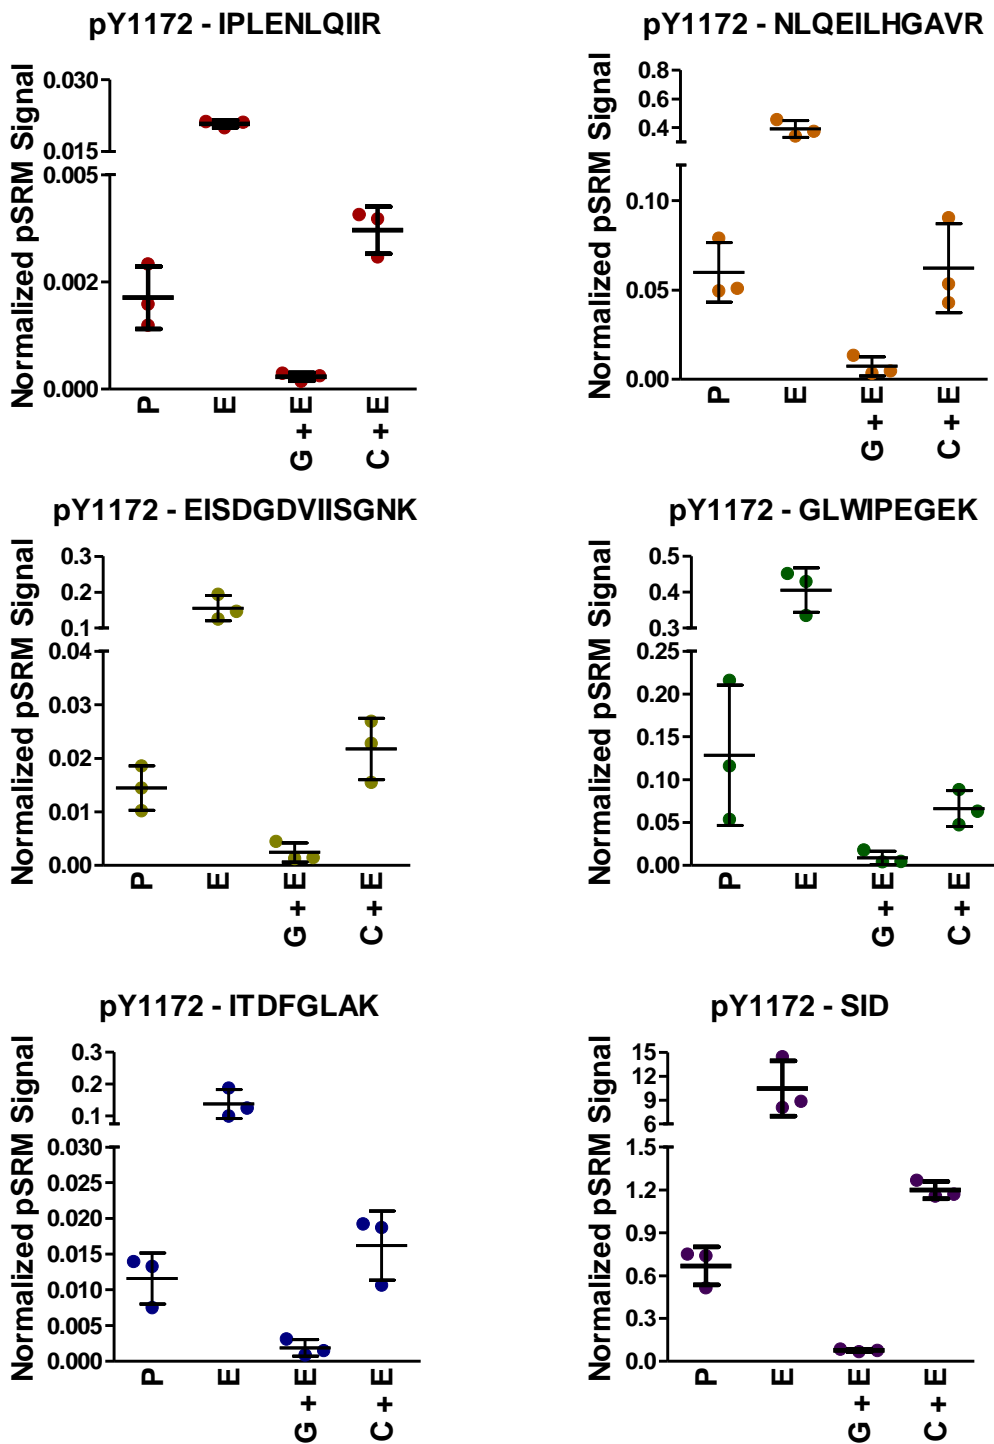 pY1172 - IPLENLQIIR
Normalized pSRM Signal
0.030
0.015
0.005
0.002
0.000
P
E
G + E
C + E
pY1172 - NLQEILHGAVR
Normalized pSRM Signal
0.8
0.6
0.4
0.10
0.05
0.00
P
E
G + E
C + E
pY1172 - EISDGDVIISGNK
Normalized pSRM Signal
0.3
0.2
0.1
0.04
0.03
0.02
0.01
0.00
P
E
G + E
C + E
pY1172 - GLWIPEGEK
Normalized pSRM Signal
0.5
0.4
0.3
0.25
0.20
0.15
0.10
0.05
0.00
P
E
G + E
C + E
pY1172 - ITDFGLAK
Normalized pSRM Signal
0.3
0.2
0.1
0.030
0.025
0.020
0.015
0.010
0.005
0.000
P
E
G + E
C + E
pY1172 - SID
Normalized pSRM Signal
15
12
9
6
1.5
1.2
0.9
0.6
0.3
0.0
P
E
G + E
C + E